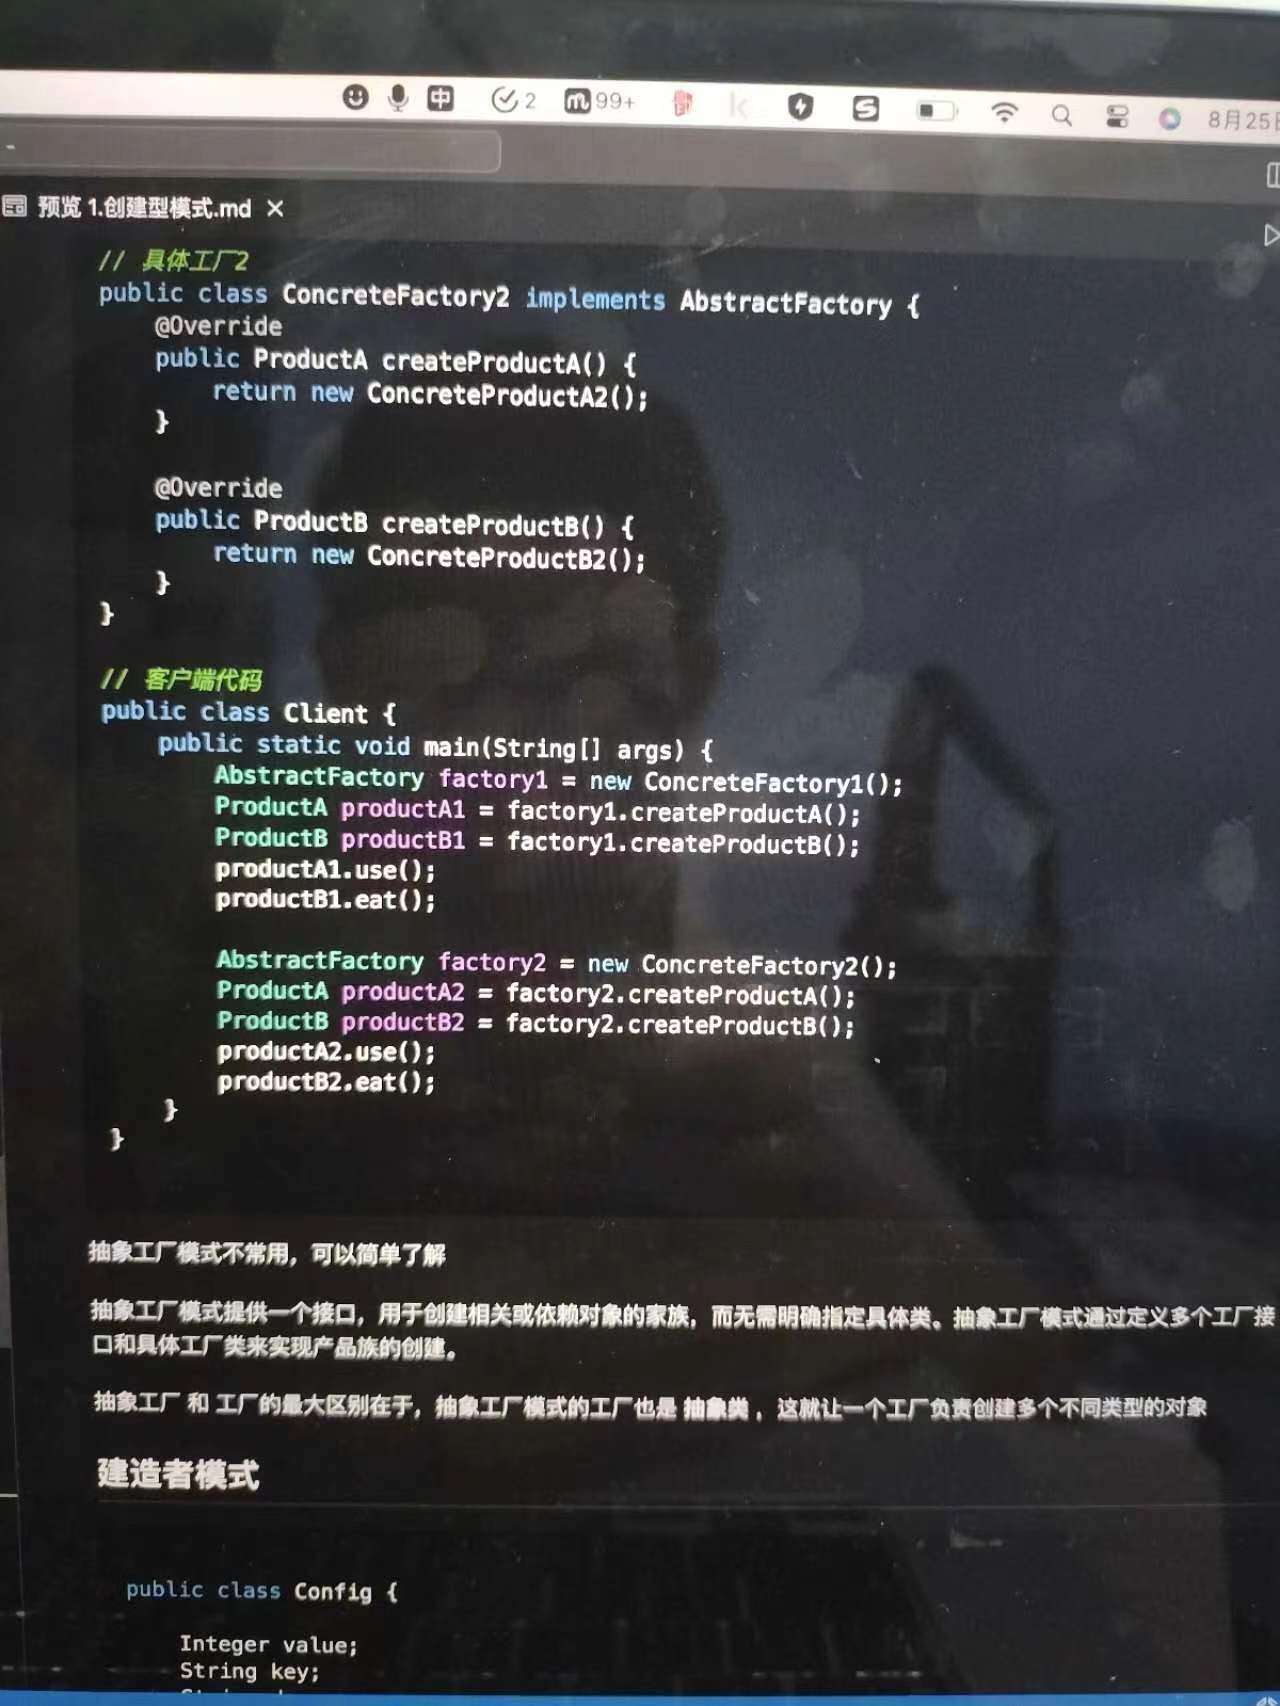 中 2 99+ 8月25
预览 1.创建型模式.md ×
// 具体工厂2
public class ConcreteFactory2 implements AbstractFactory {
@Override
public ProductA createProductA() {
return new ConcreteProductA2();
}
@Override
public ProductB createProductB() {
return new ConcreteProductB2();
}
}
// 客户端代码
public class Client {
public static void main(String[] args) {
AbstractFactory factory1 = new ConcreteFactory1();
ProductA productA1 = factory1.createProductA();
ProductB productB1 = factory1.createProductB();
productA1.use();
productB1.eat();
AbstractFactory factory2 = new ConcreteFactory2();
ProductA productA2 = factory2.createProductA();
ProductB productB2 = factory2.createProductB();
productA2.use();
productB2.eat();
}
}
抽象工厂模式不常用，可以简单了解
抽象工厂模式提供一个接口，用于创建相关或依赖对象的家族，而无需明确指定具体类。抽象工厂模式通过定义多个工厂接
口和具体工厂类来实现产品族的创建。
抽象工厂 和 工厂的最大区别在于，抽象工厂模式的工厂也是 抽象类 ，这就让一个工厂负责创建多个不同类型的对象
建造者模式
public class Config {
Integer value;
String key;